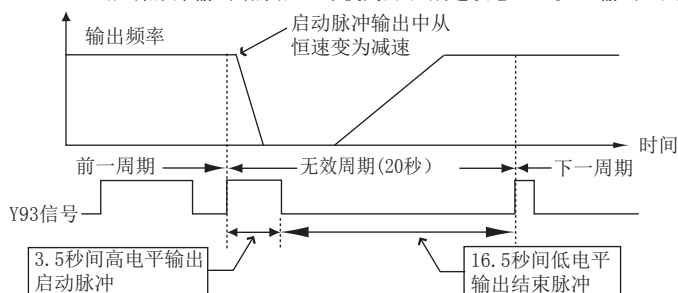 输出频率
启动脉冲输出中从
恒速变为减速
时间
前一周期
无效周期(20秒)
下一周期
Y93信号
3.5秒间高电平输出
启动脉冲
16.5秒间低电平
输出结束脉冲